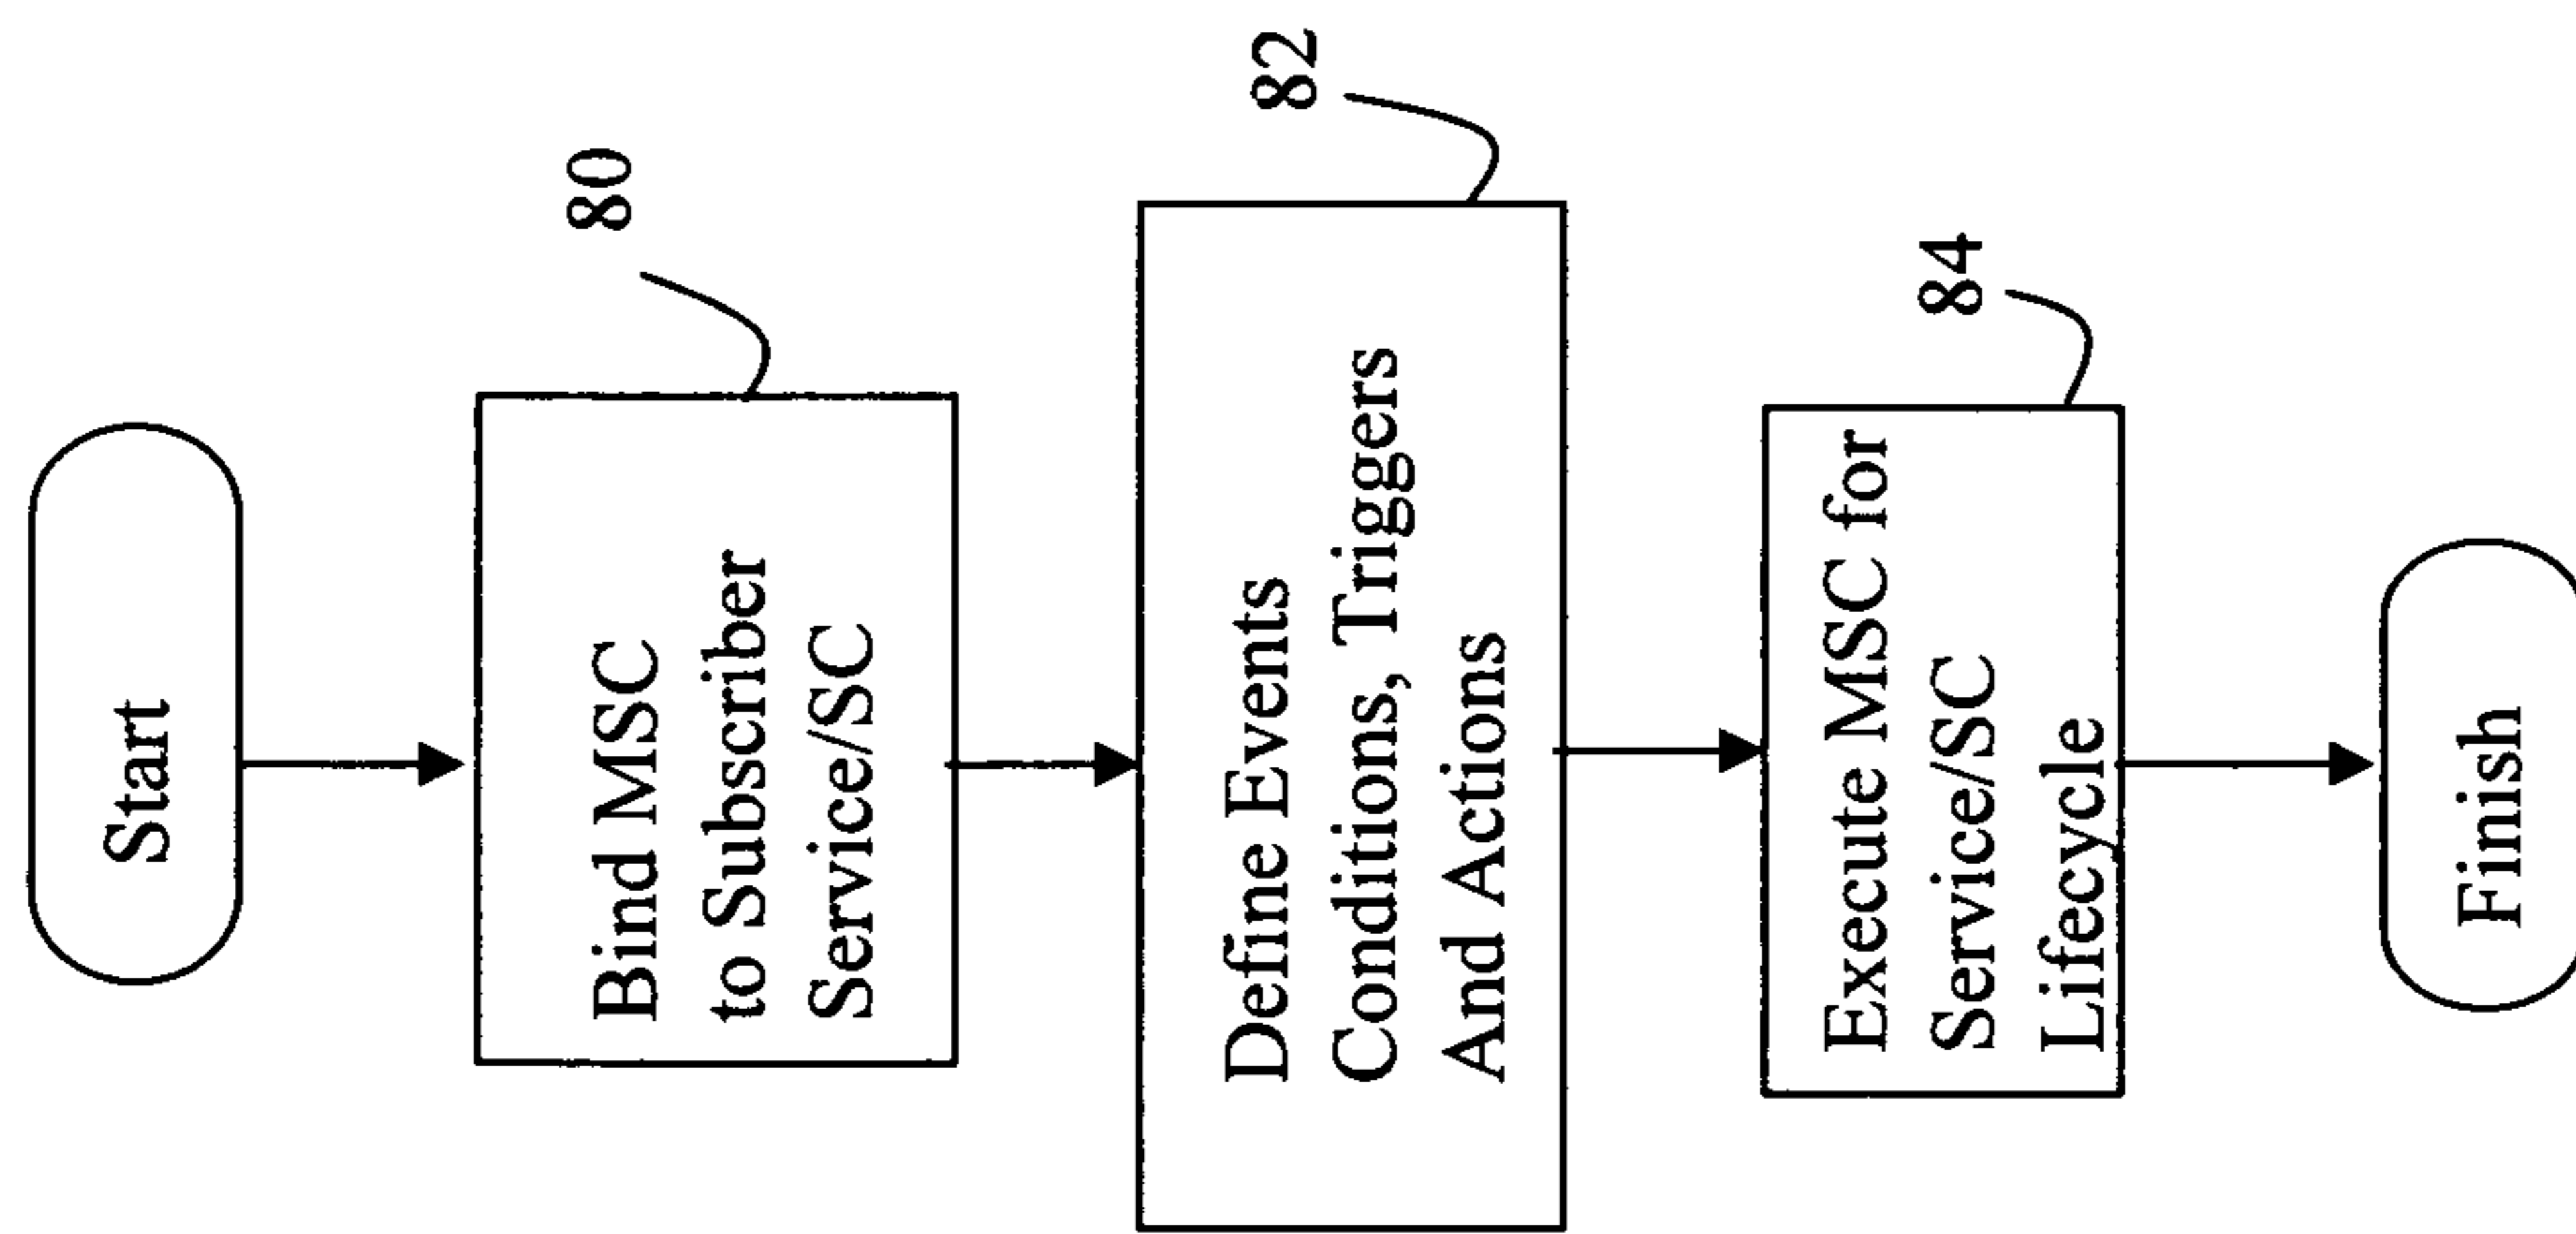 Start
80
Bind MSC
to Subscriber
Service/SC
82
Define Events
Conditions, Triggers
And Actions
84
Execute MSC for
Service/SC
Lifecycle
Finish